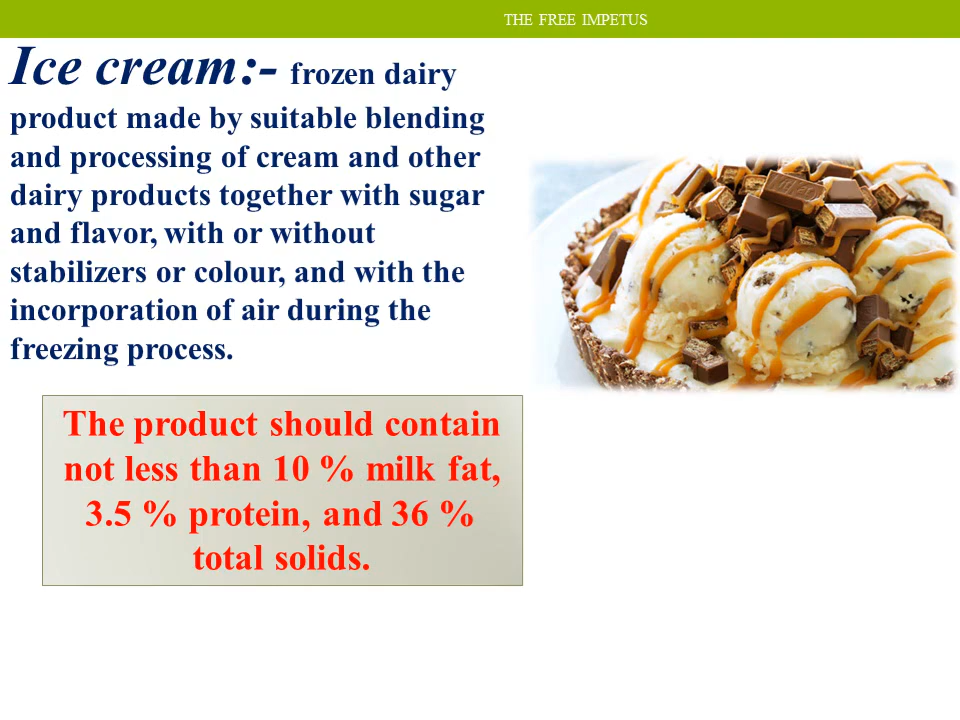 THE FREE IMPETUS
Ice cream:- frozen dairy
product made by suitable blending
and processing of cream and other
dairy products together with sugar
and flavor, with or without
stabilizers or colour, and with the
incorporation of air during the
freezing process.
The product should contain
not less than 10 % milk fat,
3.5 % protein, and 36 %
total solids.